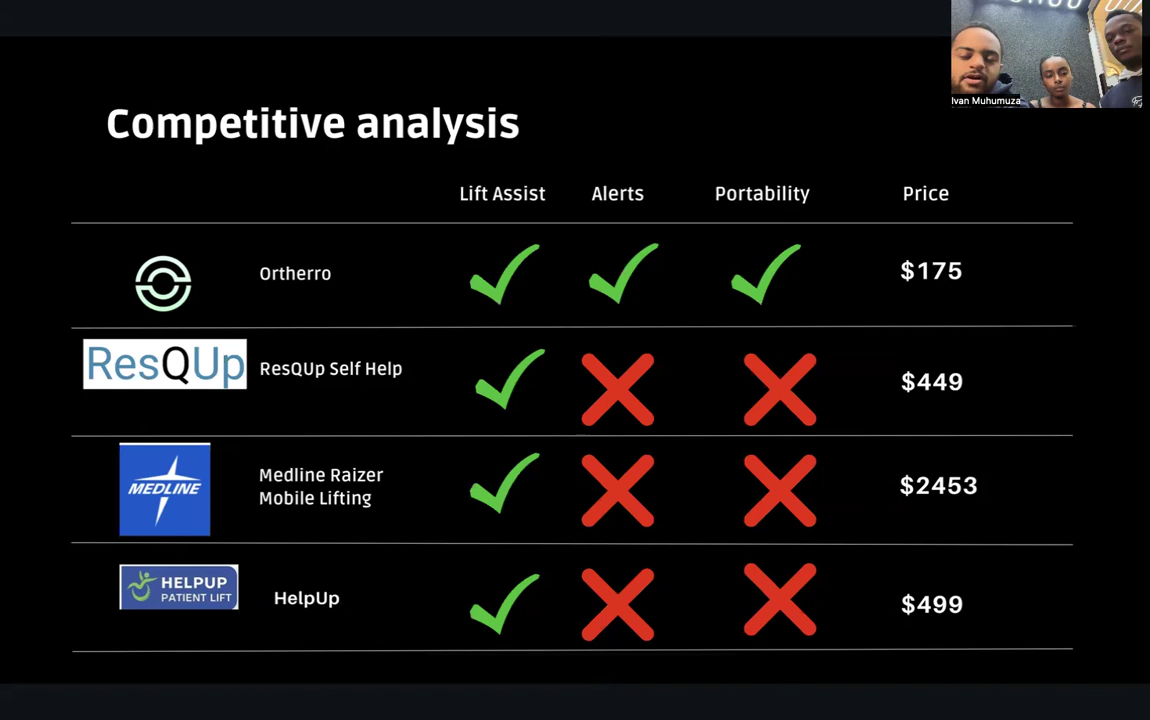 Ivan Muhumuza
Competitive analysis
Lift Assist Alerts Portability Price
Ortherro $175
ResQUp ResQUp Self Help $449
MEDLINE Medline Raizer
Mobile Lifting $2453
HELPUP
PATIENT LIFT HelpUp $499